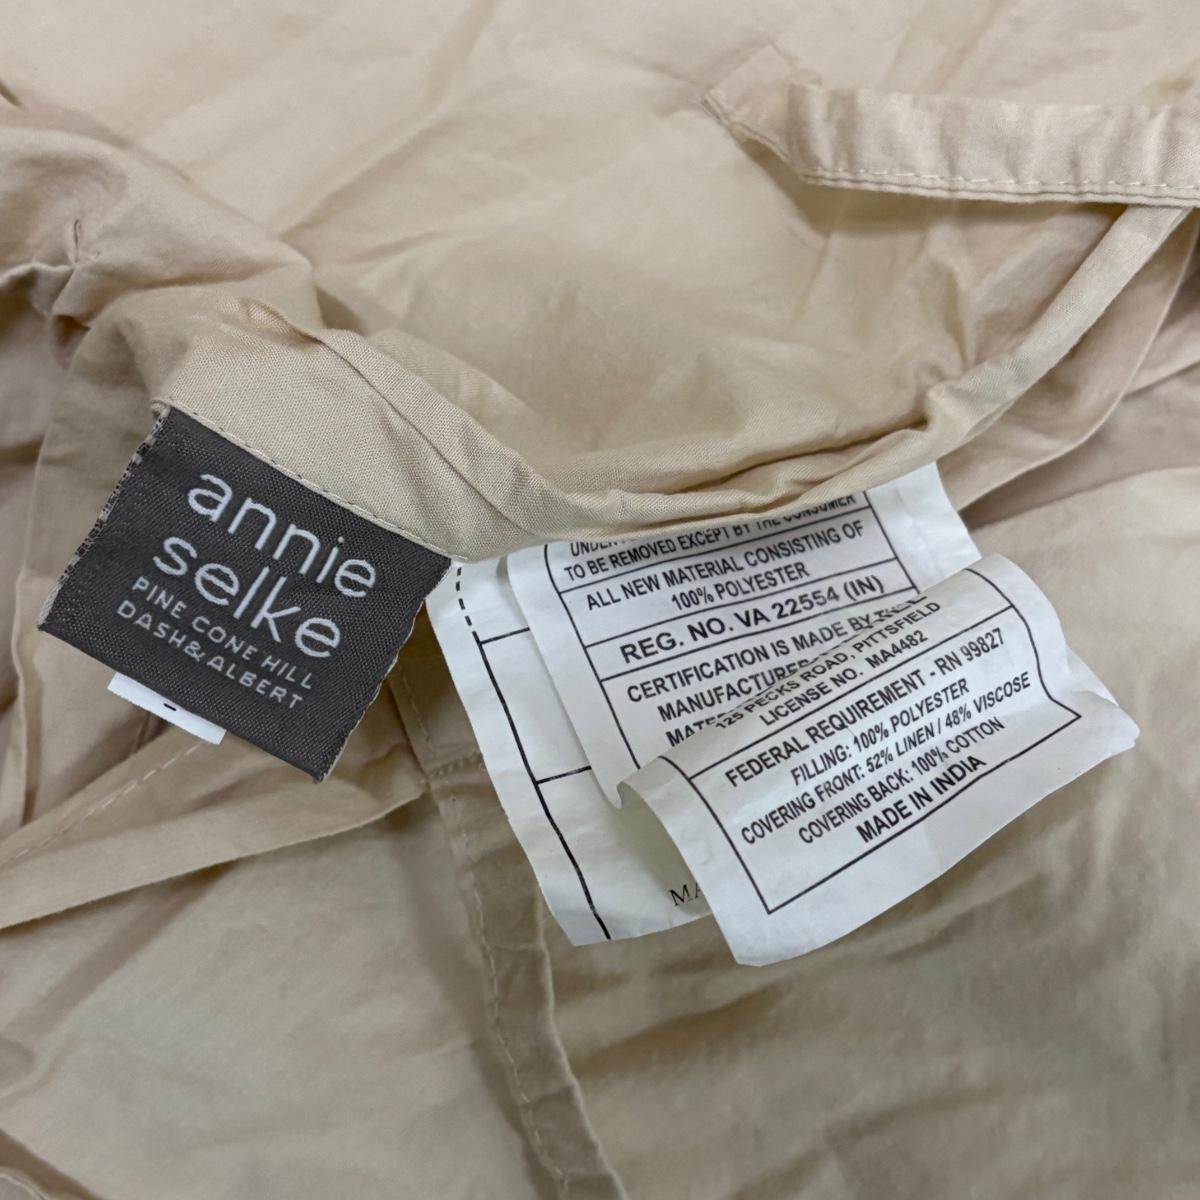 annie
selke
PINE CONE HILL
DASH&ALBERT
TO BE REMOVED EXCEPT BY THE CONSUMER
ALL NEW MATERIAL CONSISTING OF
100% POLYESTER
REG. NO. VA 22554 (IN)
CERTIFICATION IS MADE BY
125 PECKS ROAD, PITTSFIELD
LICENSE NO. MA4482
FEDERAL REQUIREMENT - RN 99827
FILLING: 100% POLYESTER
COVERING FRONT: 52% LINEN / 48% VISCOSE
COVERING BACK: 100% COTTON
MADE IN INDIA